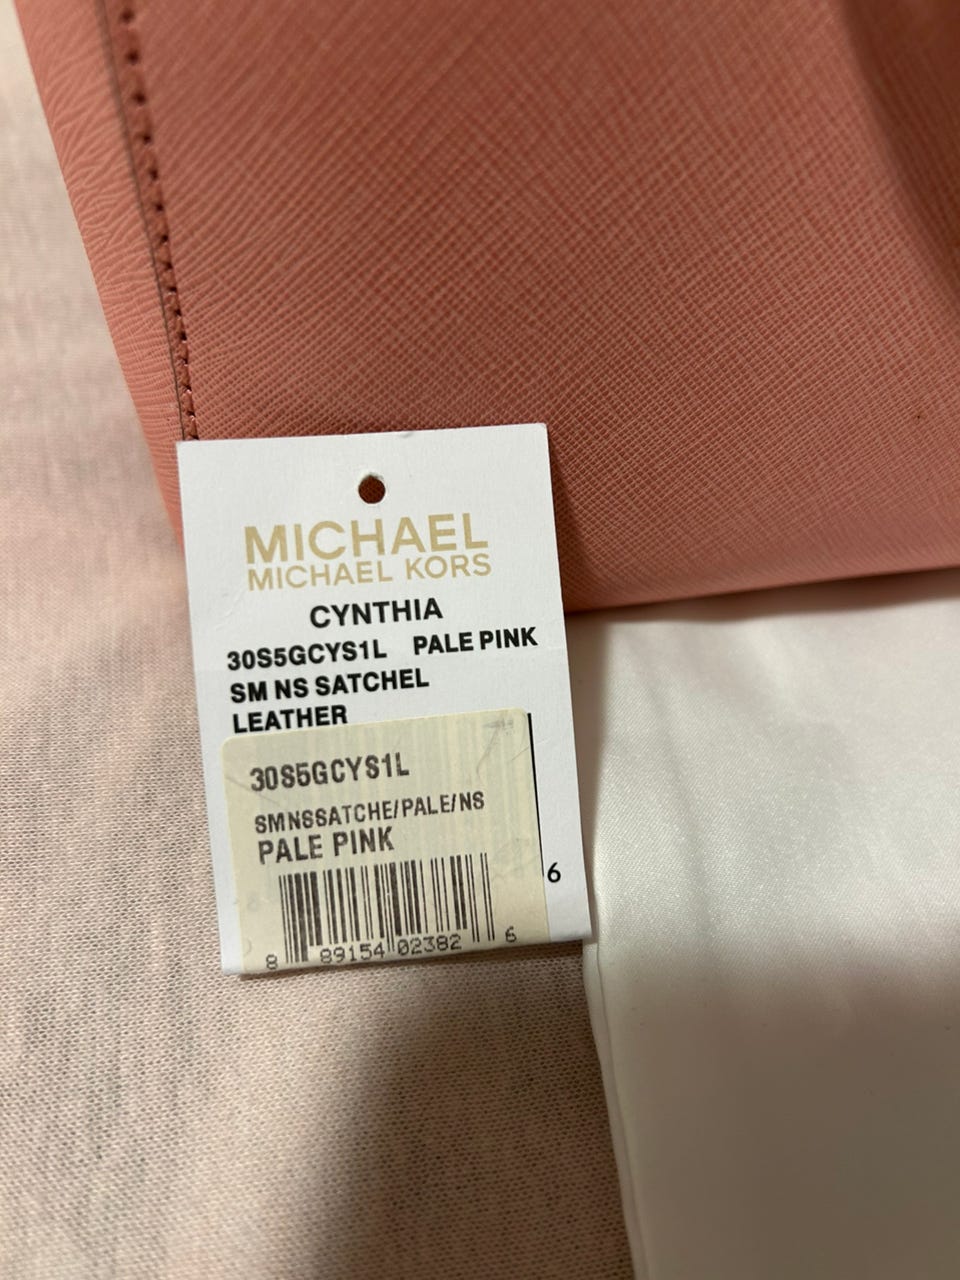 MICHAEL
MICHAEL KORS
CYNTHIA
30S5GCYS1L PALE PINK
SM NS SATCHEL
LEATHER
30S5GCYS1L
SMNSSATCHE/PALE/NS
PALE PINK
6
8 89154 02382 6